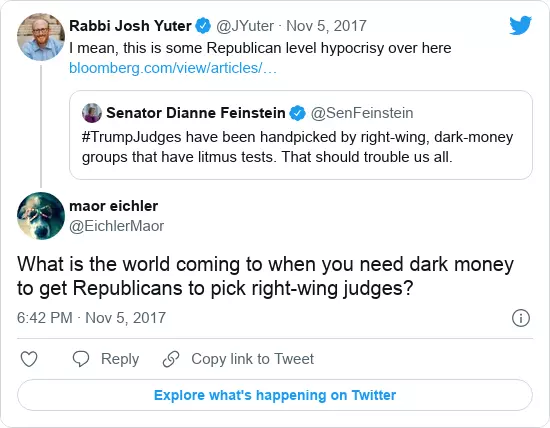 Rabbi Josh Yuter @JYuter · Nov 5, 2017
I mean, this is some Republican level hypocrisy over here
bloomberg.com/view/articles/…
Senator Dianne Feinstein @SenFeinstein
#TrumpJudges have been handpicked by right-wing, dark-money
groups that have litmus tests. That should trouble us all.
maor eichler
@EichlerMaor
What is the world coming to when you need dark money
to get Republicans to pick right-wing judges?
6:42 PM · Nov 5, 2017
Reply Copy link to Tweet
Explore what's happening on Twitter